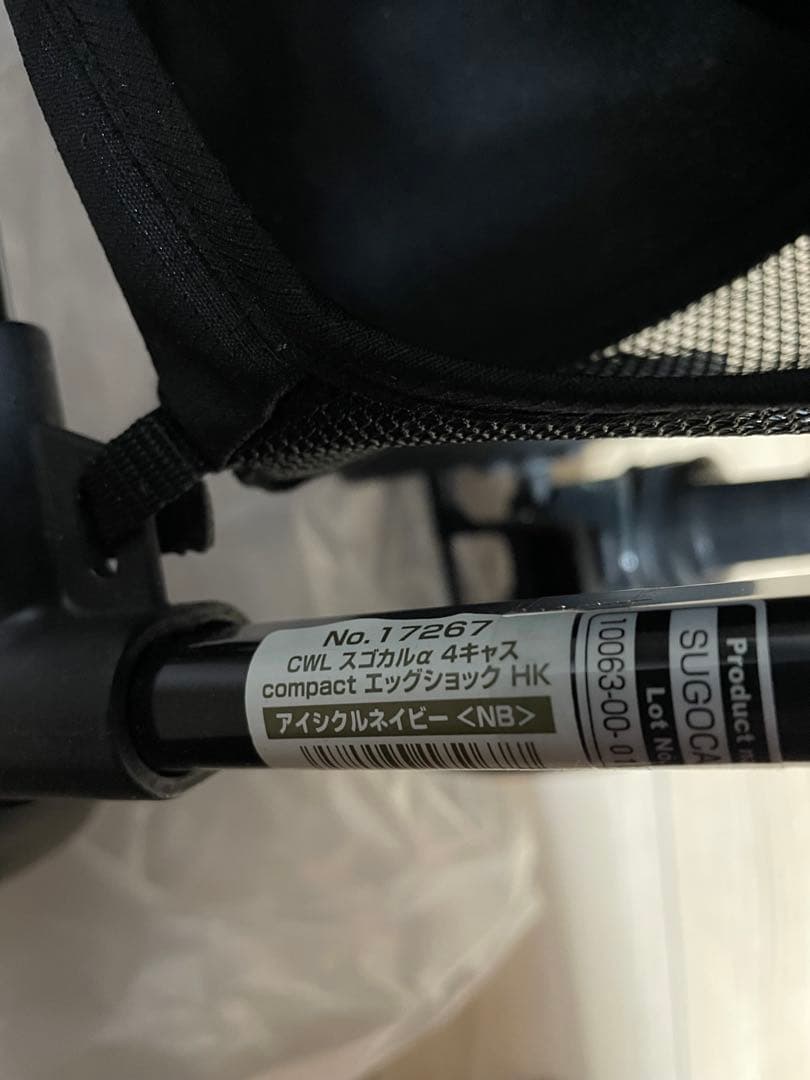 No.17267
CWL スゴカルα 4キャス
compact エッグショック HK
アイシクルネイビー <NB>
Product n
SUGOCA
Lot No.
10063-00-01